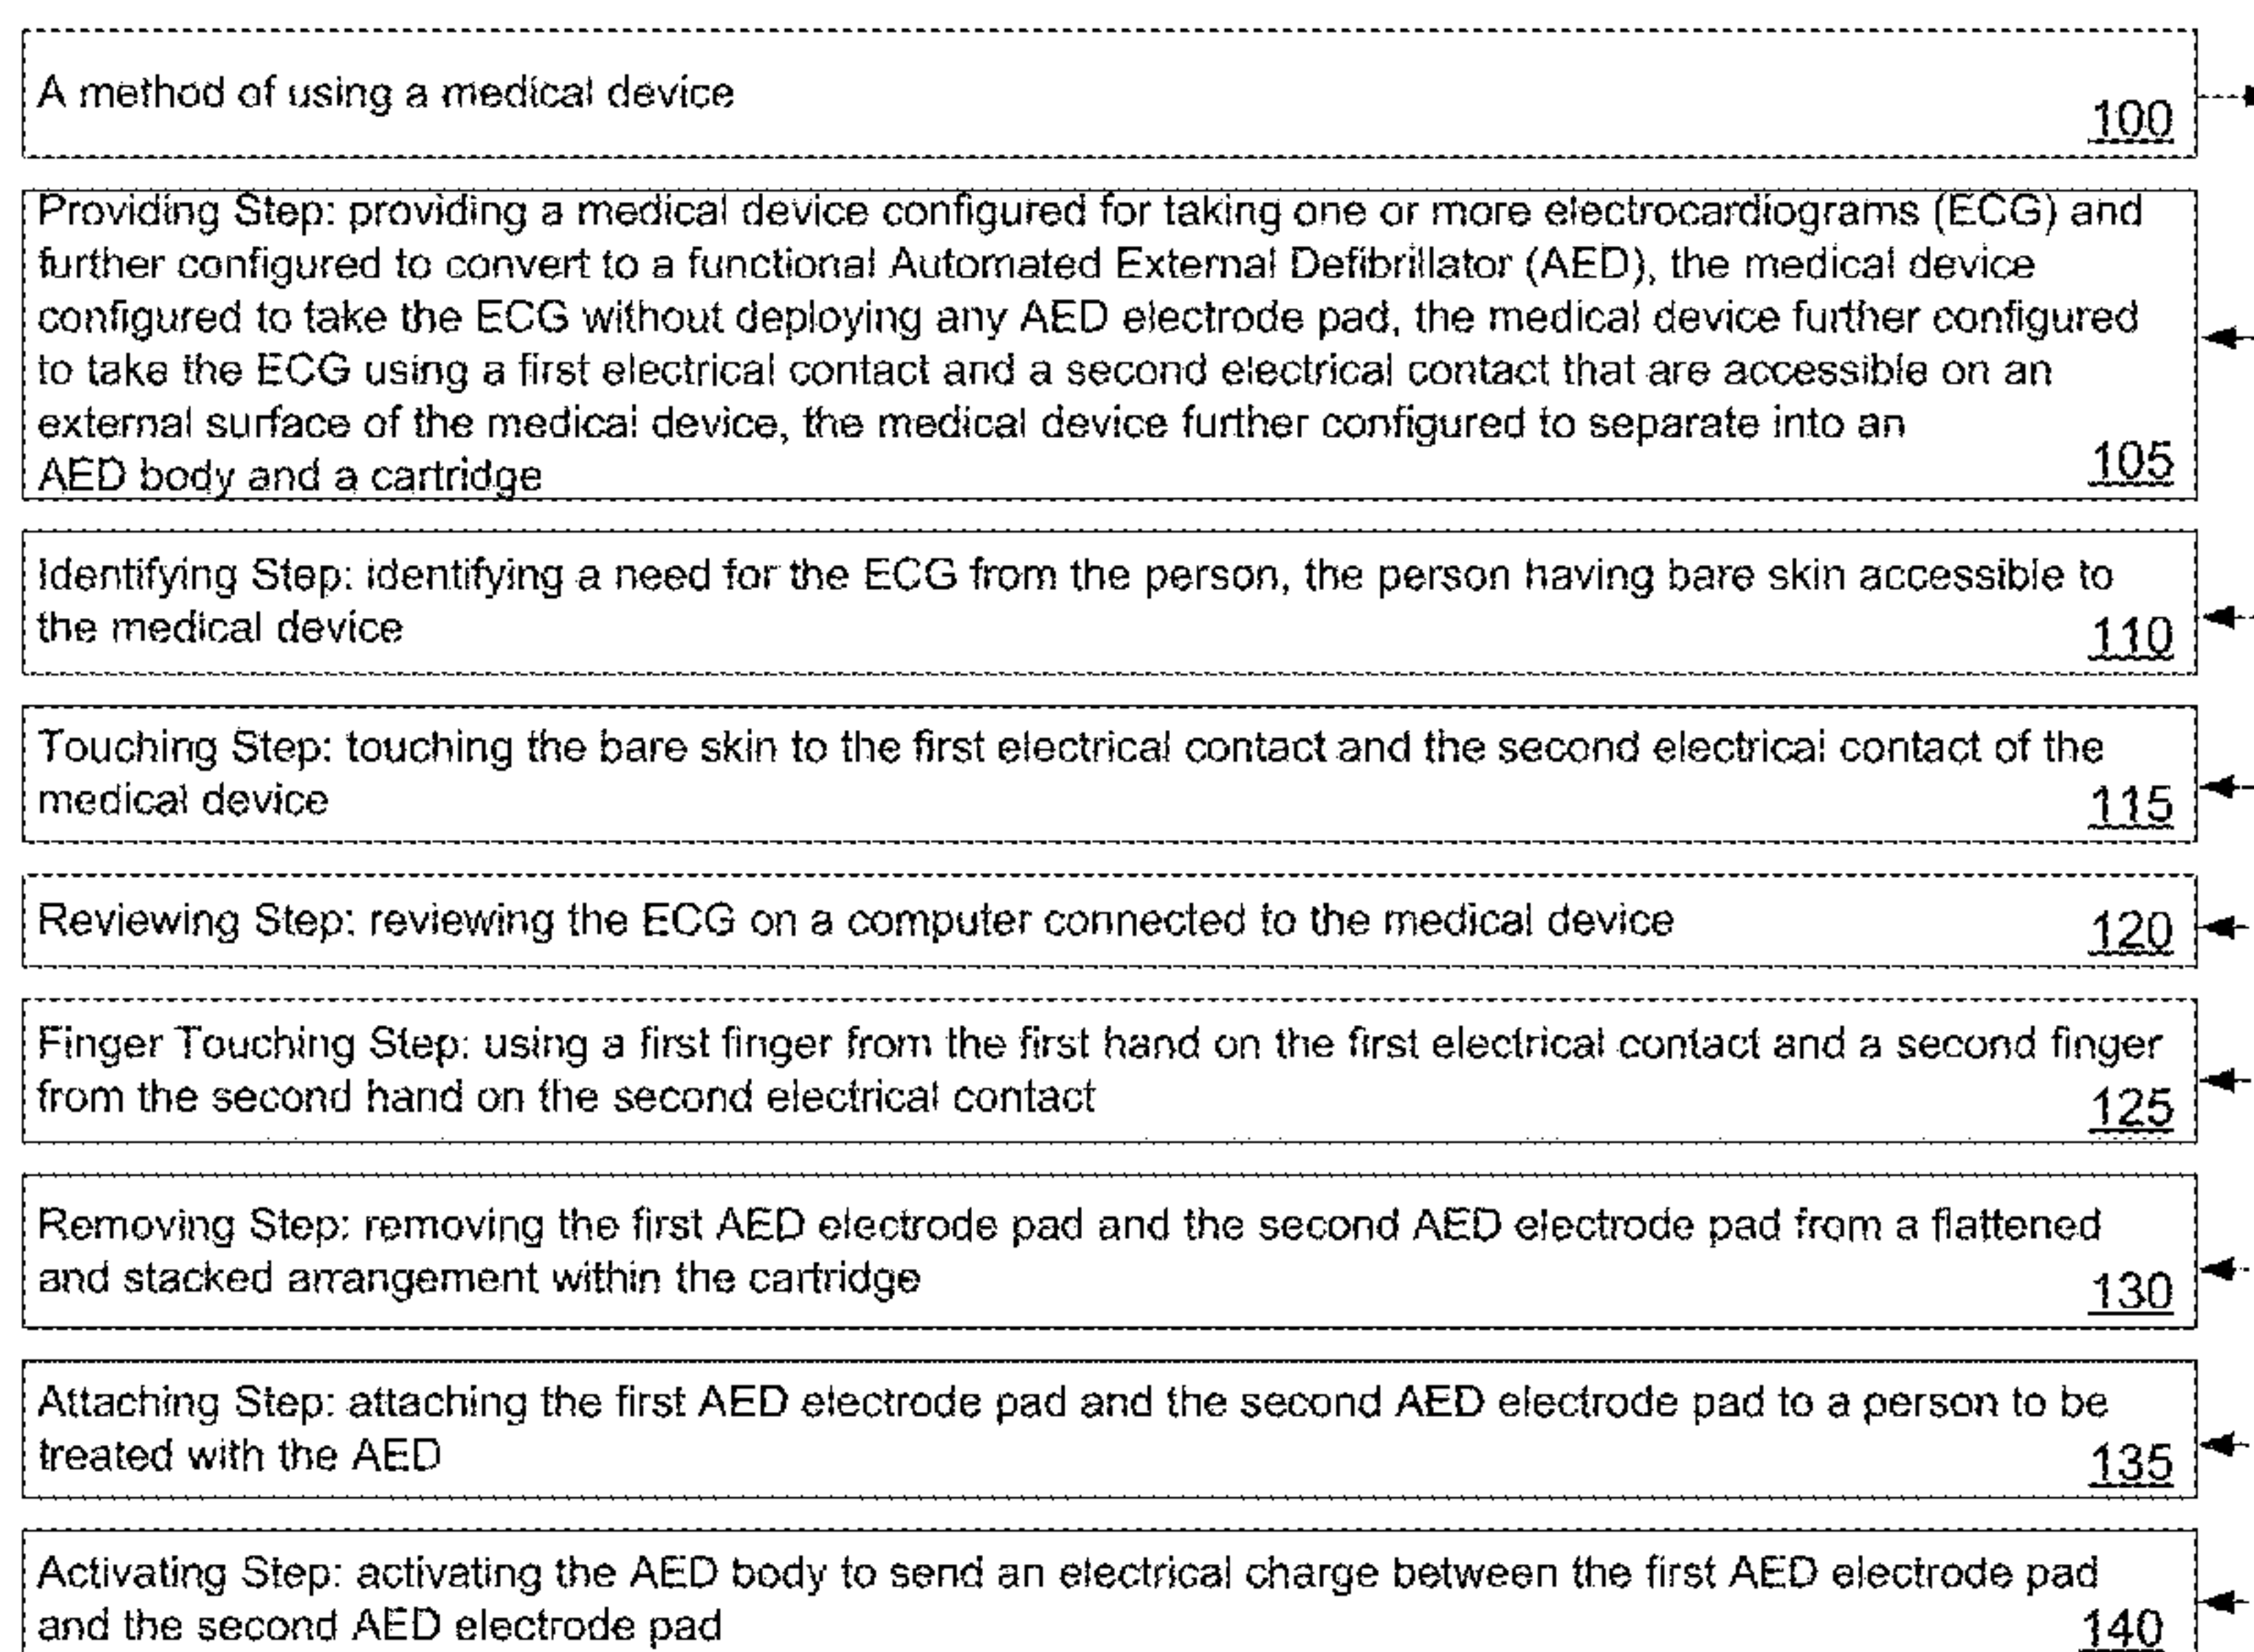 A method of using a medical device
100
Providing Step: providing a medical device configured for taking one or more electrocardiograms (ECG) and
further configured to convert to a functional Automated External Defibrillator (AED), the medical device
configured to take the ECG without deploying any AED electrode pad, the medical device further configured
to take the ECG using a first electrical contact and a second electrical contact that are accessible on an
external surface of the medical device, the medical device further configured to separate into an
AED body and a cartridge
105
Identifying Step: identifying a need for the ECG from the person, the person having bare skin accessible to
the medical device
110
Touching Step: touching the bare skin to the first electrical contact and the second electrical contact of the
medical device
115
Reviewing Step: reviewing the ECG on a computer connected to the medical device
120
Finger Touching Step: using a first finger from the first hand on the first electrical contact and a second finger
from the second hand on the second electrical contact
125
Removing Step: removing the first AED electrode pad and the second AED electrode pad from a flattened
and stacked arrangement within the cartridge
130
Attaching Step: attaching the first AED electrode pad and the second AED electrode pad to a person to be
treated with the AED
135
Activating Step: activating the AED body to send an electrical charge between the first AED electrode pad
and the second AED electrode pad
140